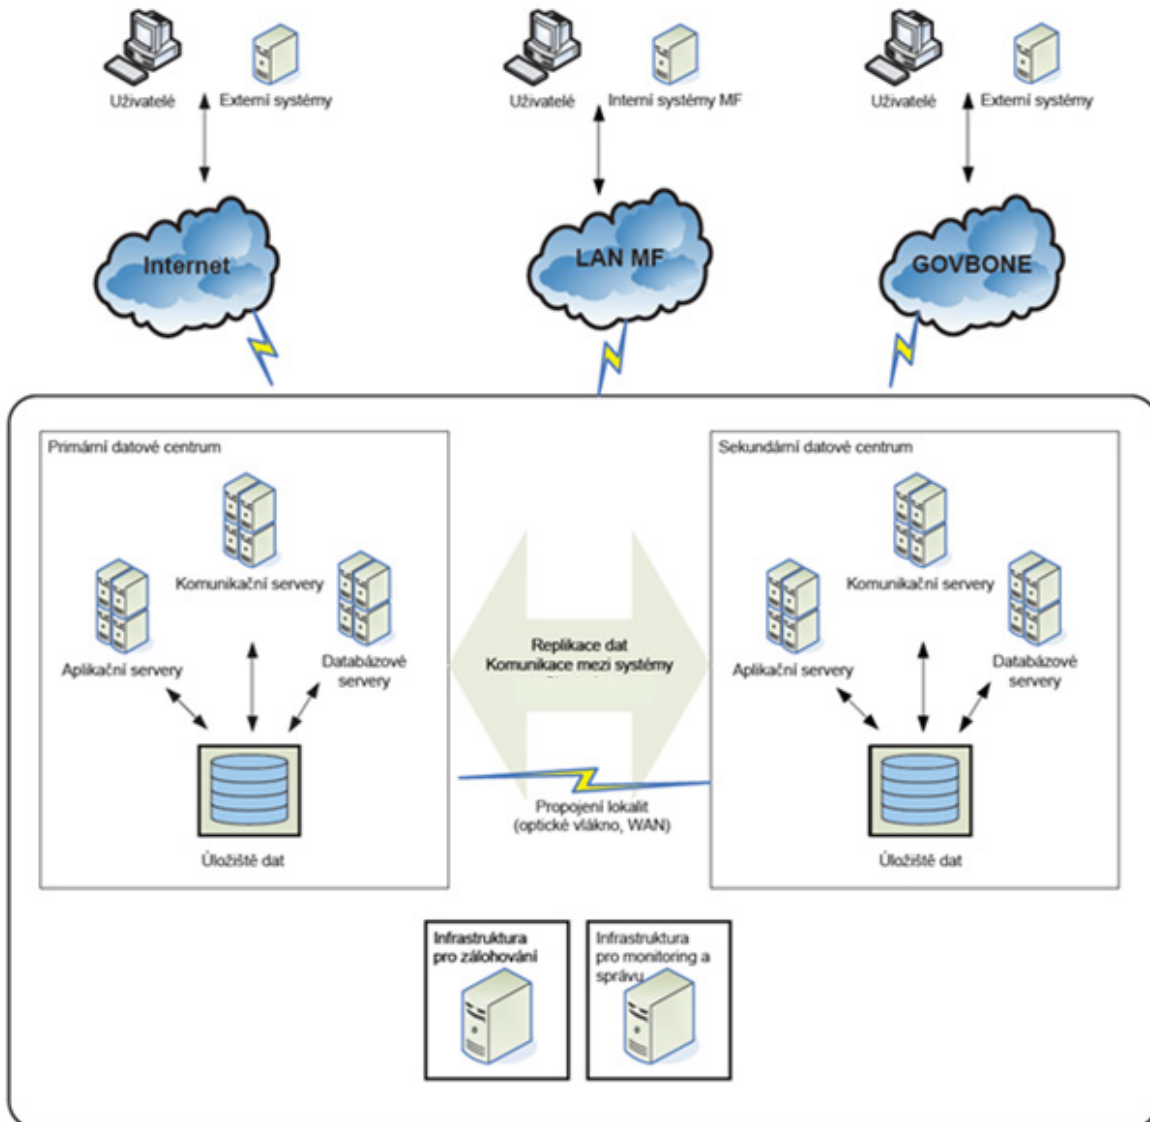 Uživatelé
Externí systémy
Uživatelé
Interní systémy MF
Uživatelé
Externí systémy
Internet
LAN MF
GOVBONE
Primární datové centrum
Komunikační servery
Aplikační servery
Databázové
servery
Úložiště dat
Replikace dat
Komunikace mezi systémy
Propojení lokalit
(optické vlákno, WAN)
Sekundární datové centrum
Komunikační servery
Aplikační servery
Databázové
servery
Úložiště dat
Infrastruktura
pro zálohování
Infrastruktura
pro monitoring a
správu